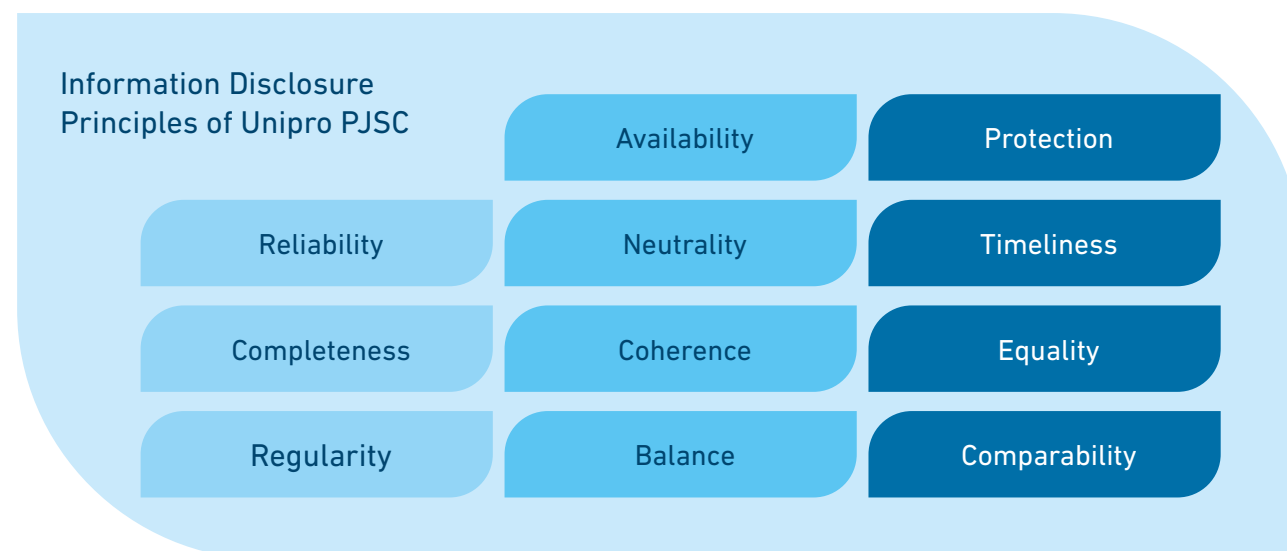 Information Disclosure
Principles of Unipro PJSC
Availability
Protection
Reliability
Neutrality
Timeliness
Completeness
Coherence
Equality
Regularity
Balance
Comparability